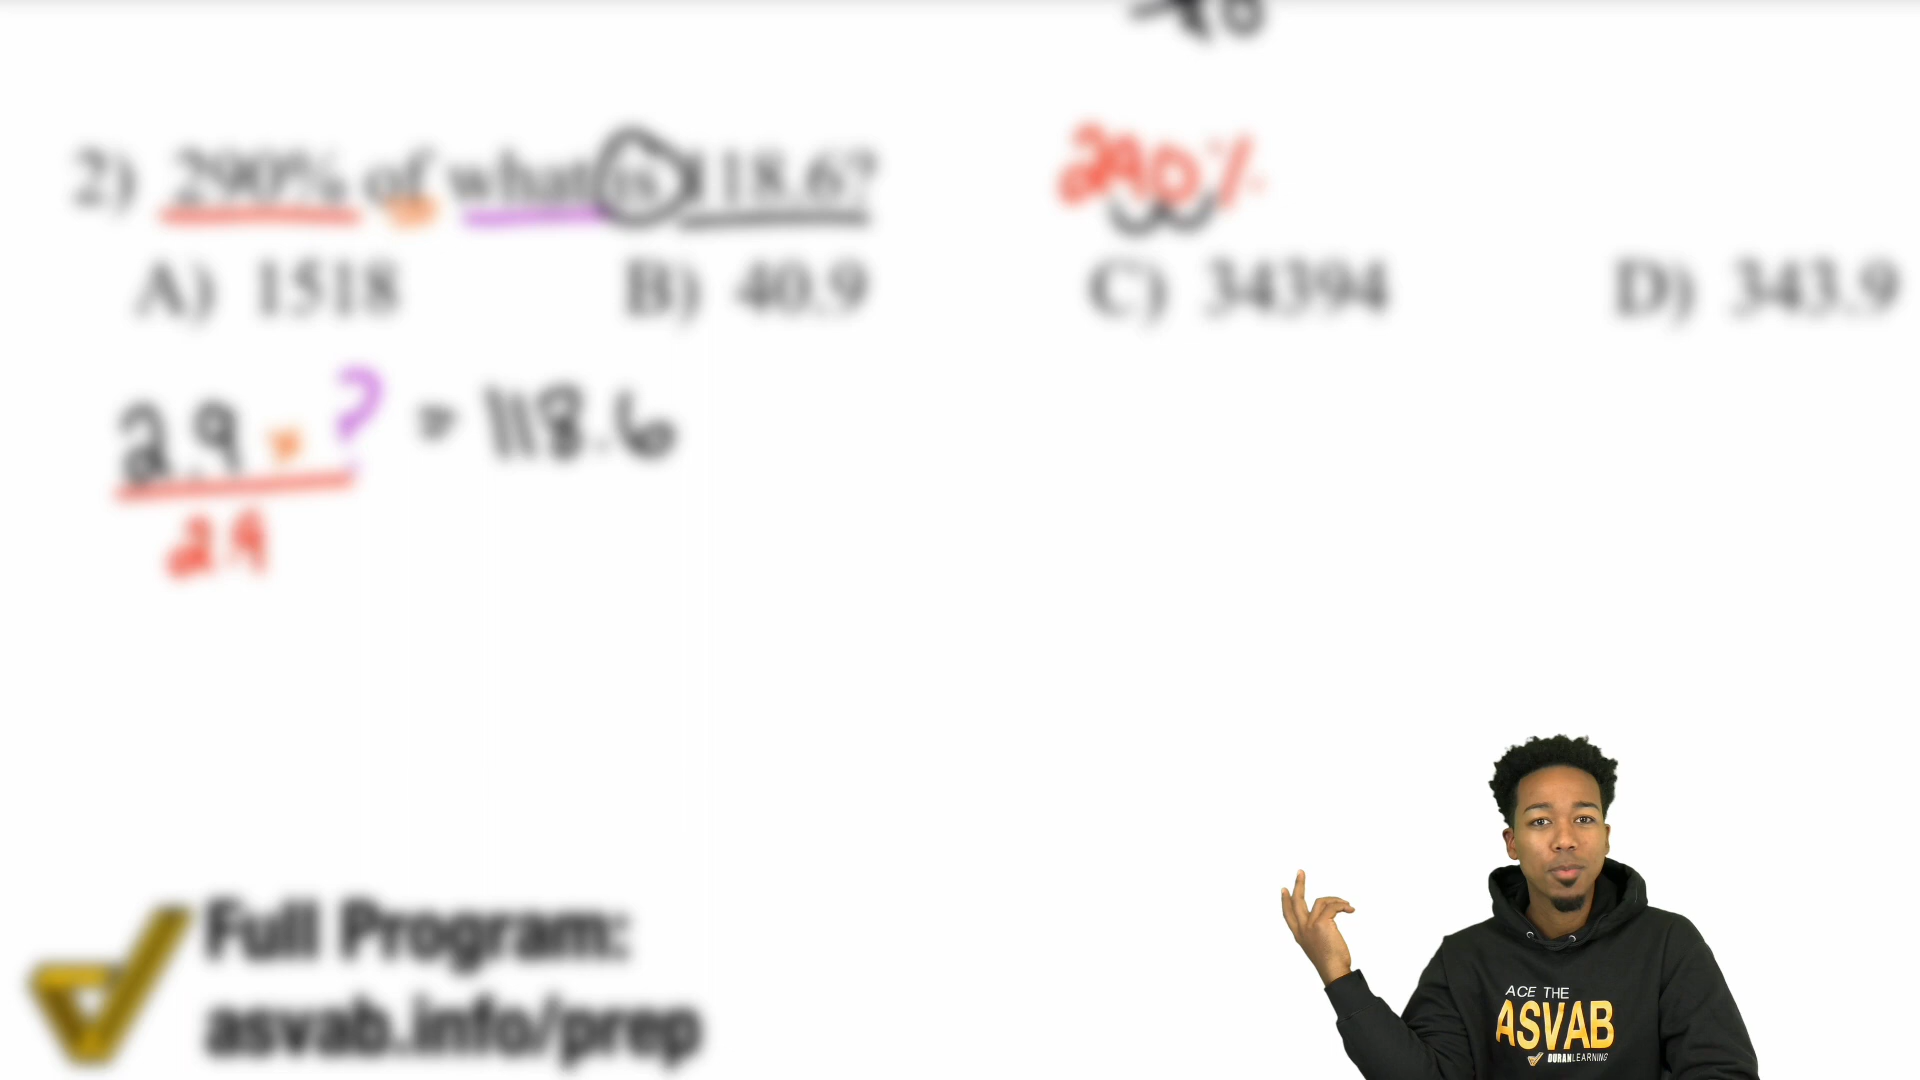 290%
2) 290% of what is 118.6?
A) 1518 B) 40.9 C) 34394 D) 343.9
2.9 • ? = 118.6
2.9
Full Program:
asvab.info/prep
ACE THE
ASVAB
DURANLEARNING